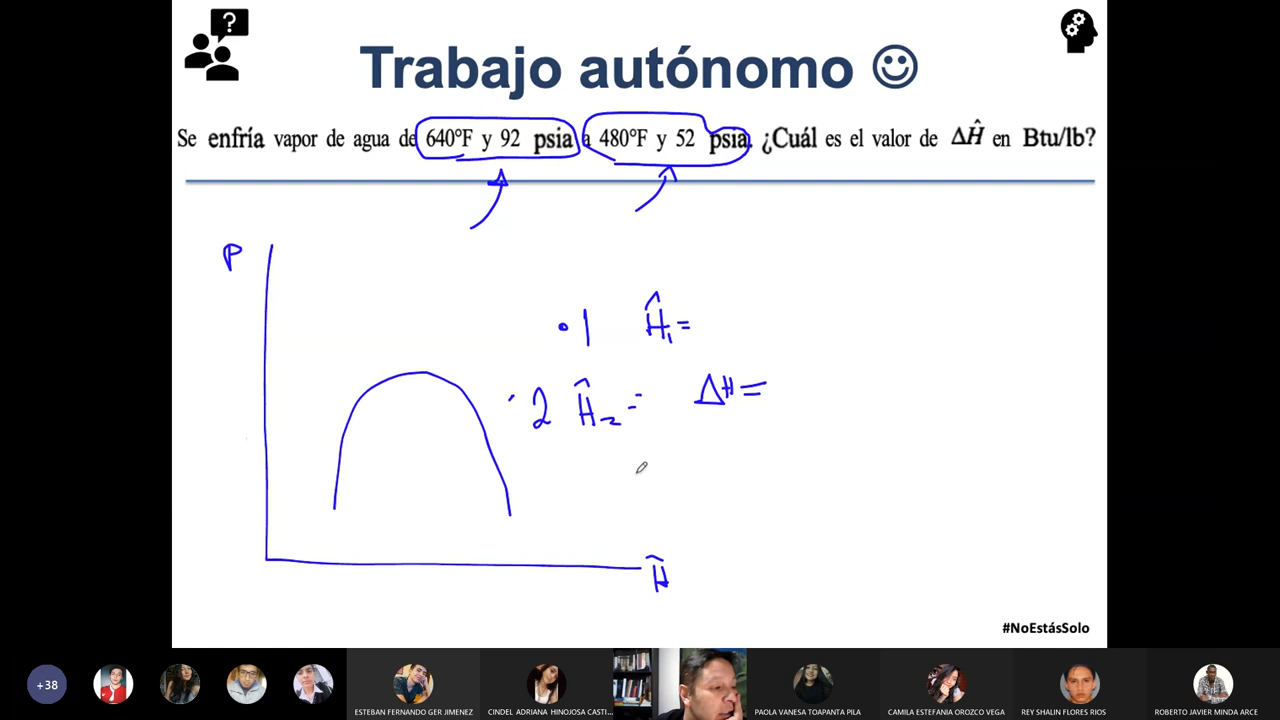 ?
Trabajo autónomo ☺
Se enfría vapor de agua de 640°F y 92 psia a 480°F y 52 psia. ¿Cuál es el valor de ΔĤ en Btu/lb?
P
1 Ĥ₁=
2 Ĥ₂= ΔH=
Ĥ
#NoEstásSolo
+38
ESTEBAN FERNANDO GER JIMENEZ
CINDEL ADRIANA HINOJOSA CASTI...
PAOLA VANESA TOAPANTA PILA
CAMILA ESTEFANIA OROZCO VEGA
REY SHALIN FLORES RIOS
ROBERTO JAVIER MINDA ARCE